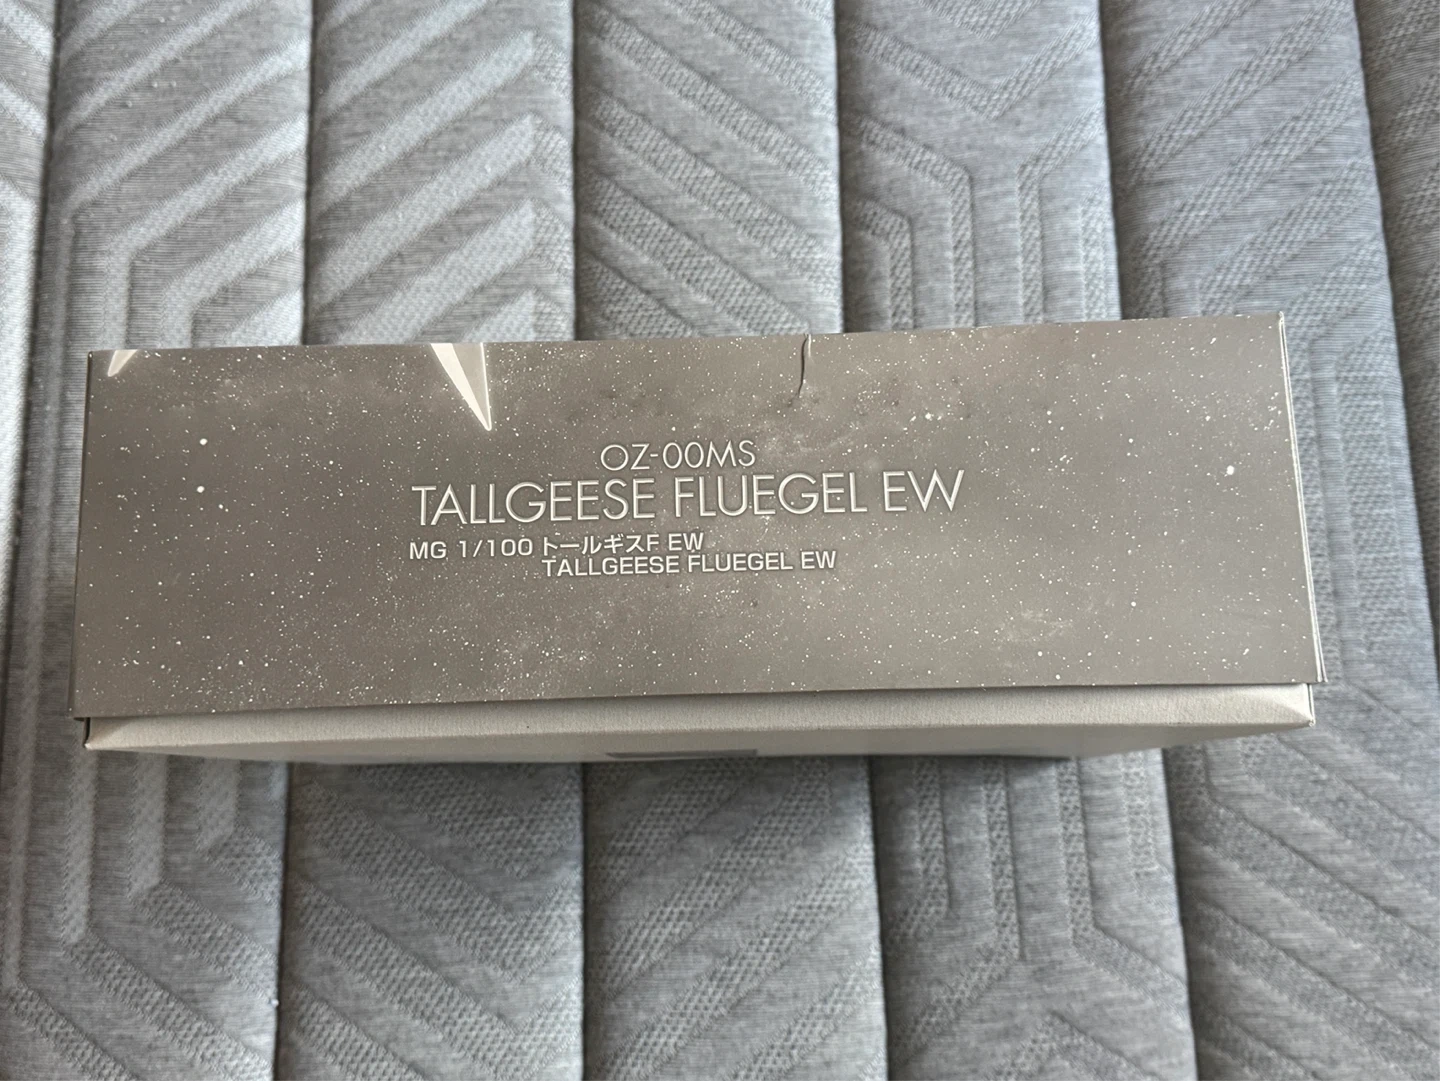 OZ-00MS
TALLGEESE FLUEGEL EW
MG 1/100 トールギスF EW
TALLGEESE FLUEGEL EW